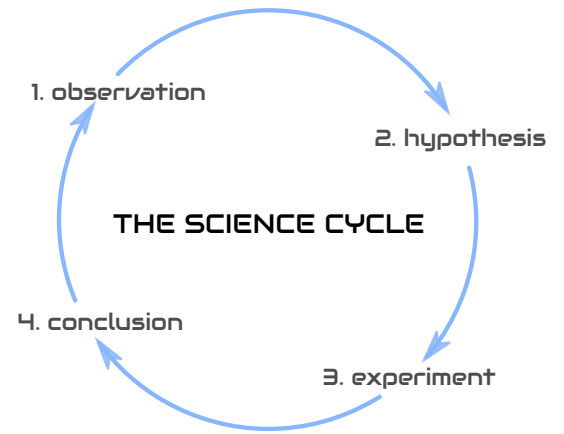 1. observation
2. hypothesis
THE SCIENCE CYCLE
4. conclusion
3. experiment